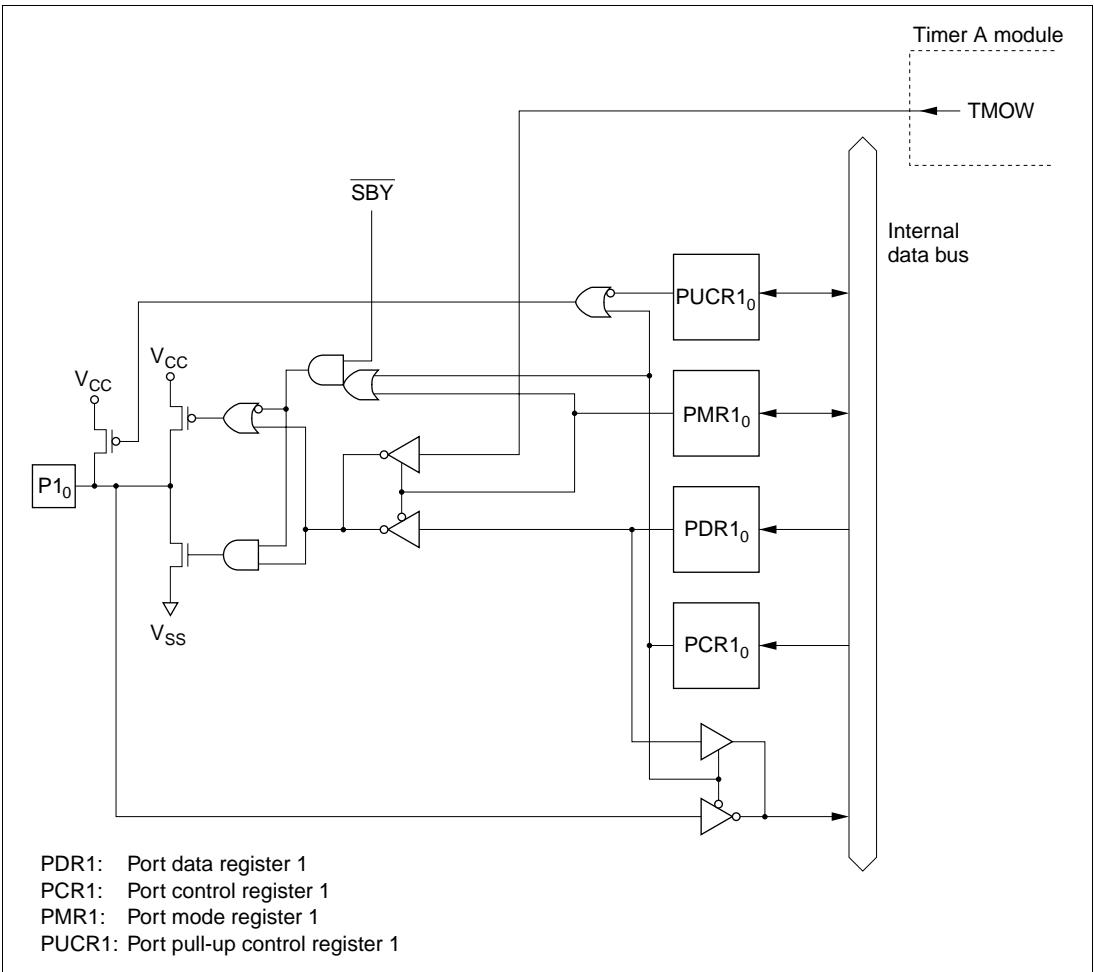 Timer A module
TMOW
SBY
Internal
data bus
PUCR1₀
VCC
VCC
PMR1₀
P1₀
PDR1₀
VSS
PCR1₀
PDR1: Port data register 1
PCR1: Port control register 1
PMR1: Port mode register 1
PUCR1: Port pull-up control register 1